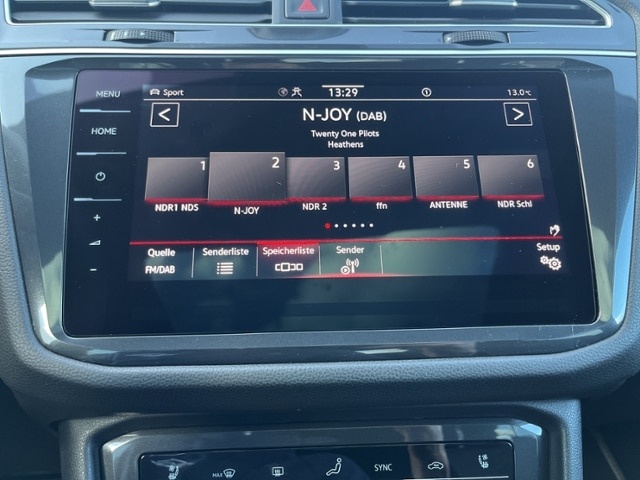 MENU
Sport 13:29 13.0°C
HOME
N-JOY (DAB)
Twenty One Pilots
Heathens
1 2 3 4 5 6
NDR1 NDS N-JOY NDR 2 ffn ANTENNE NDR Schl
Quelle Senderliste Speicherliste Sender Setup
FM/DAB
MAX SYNC